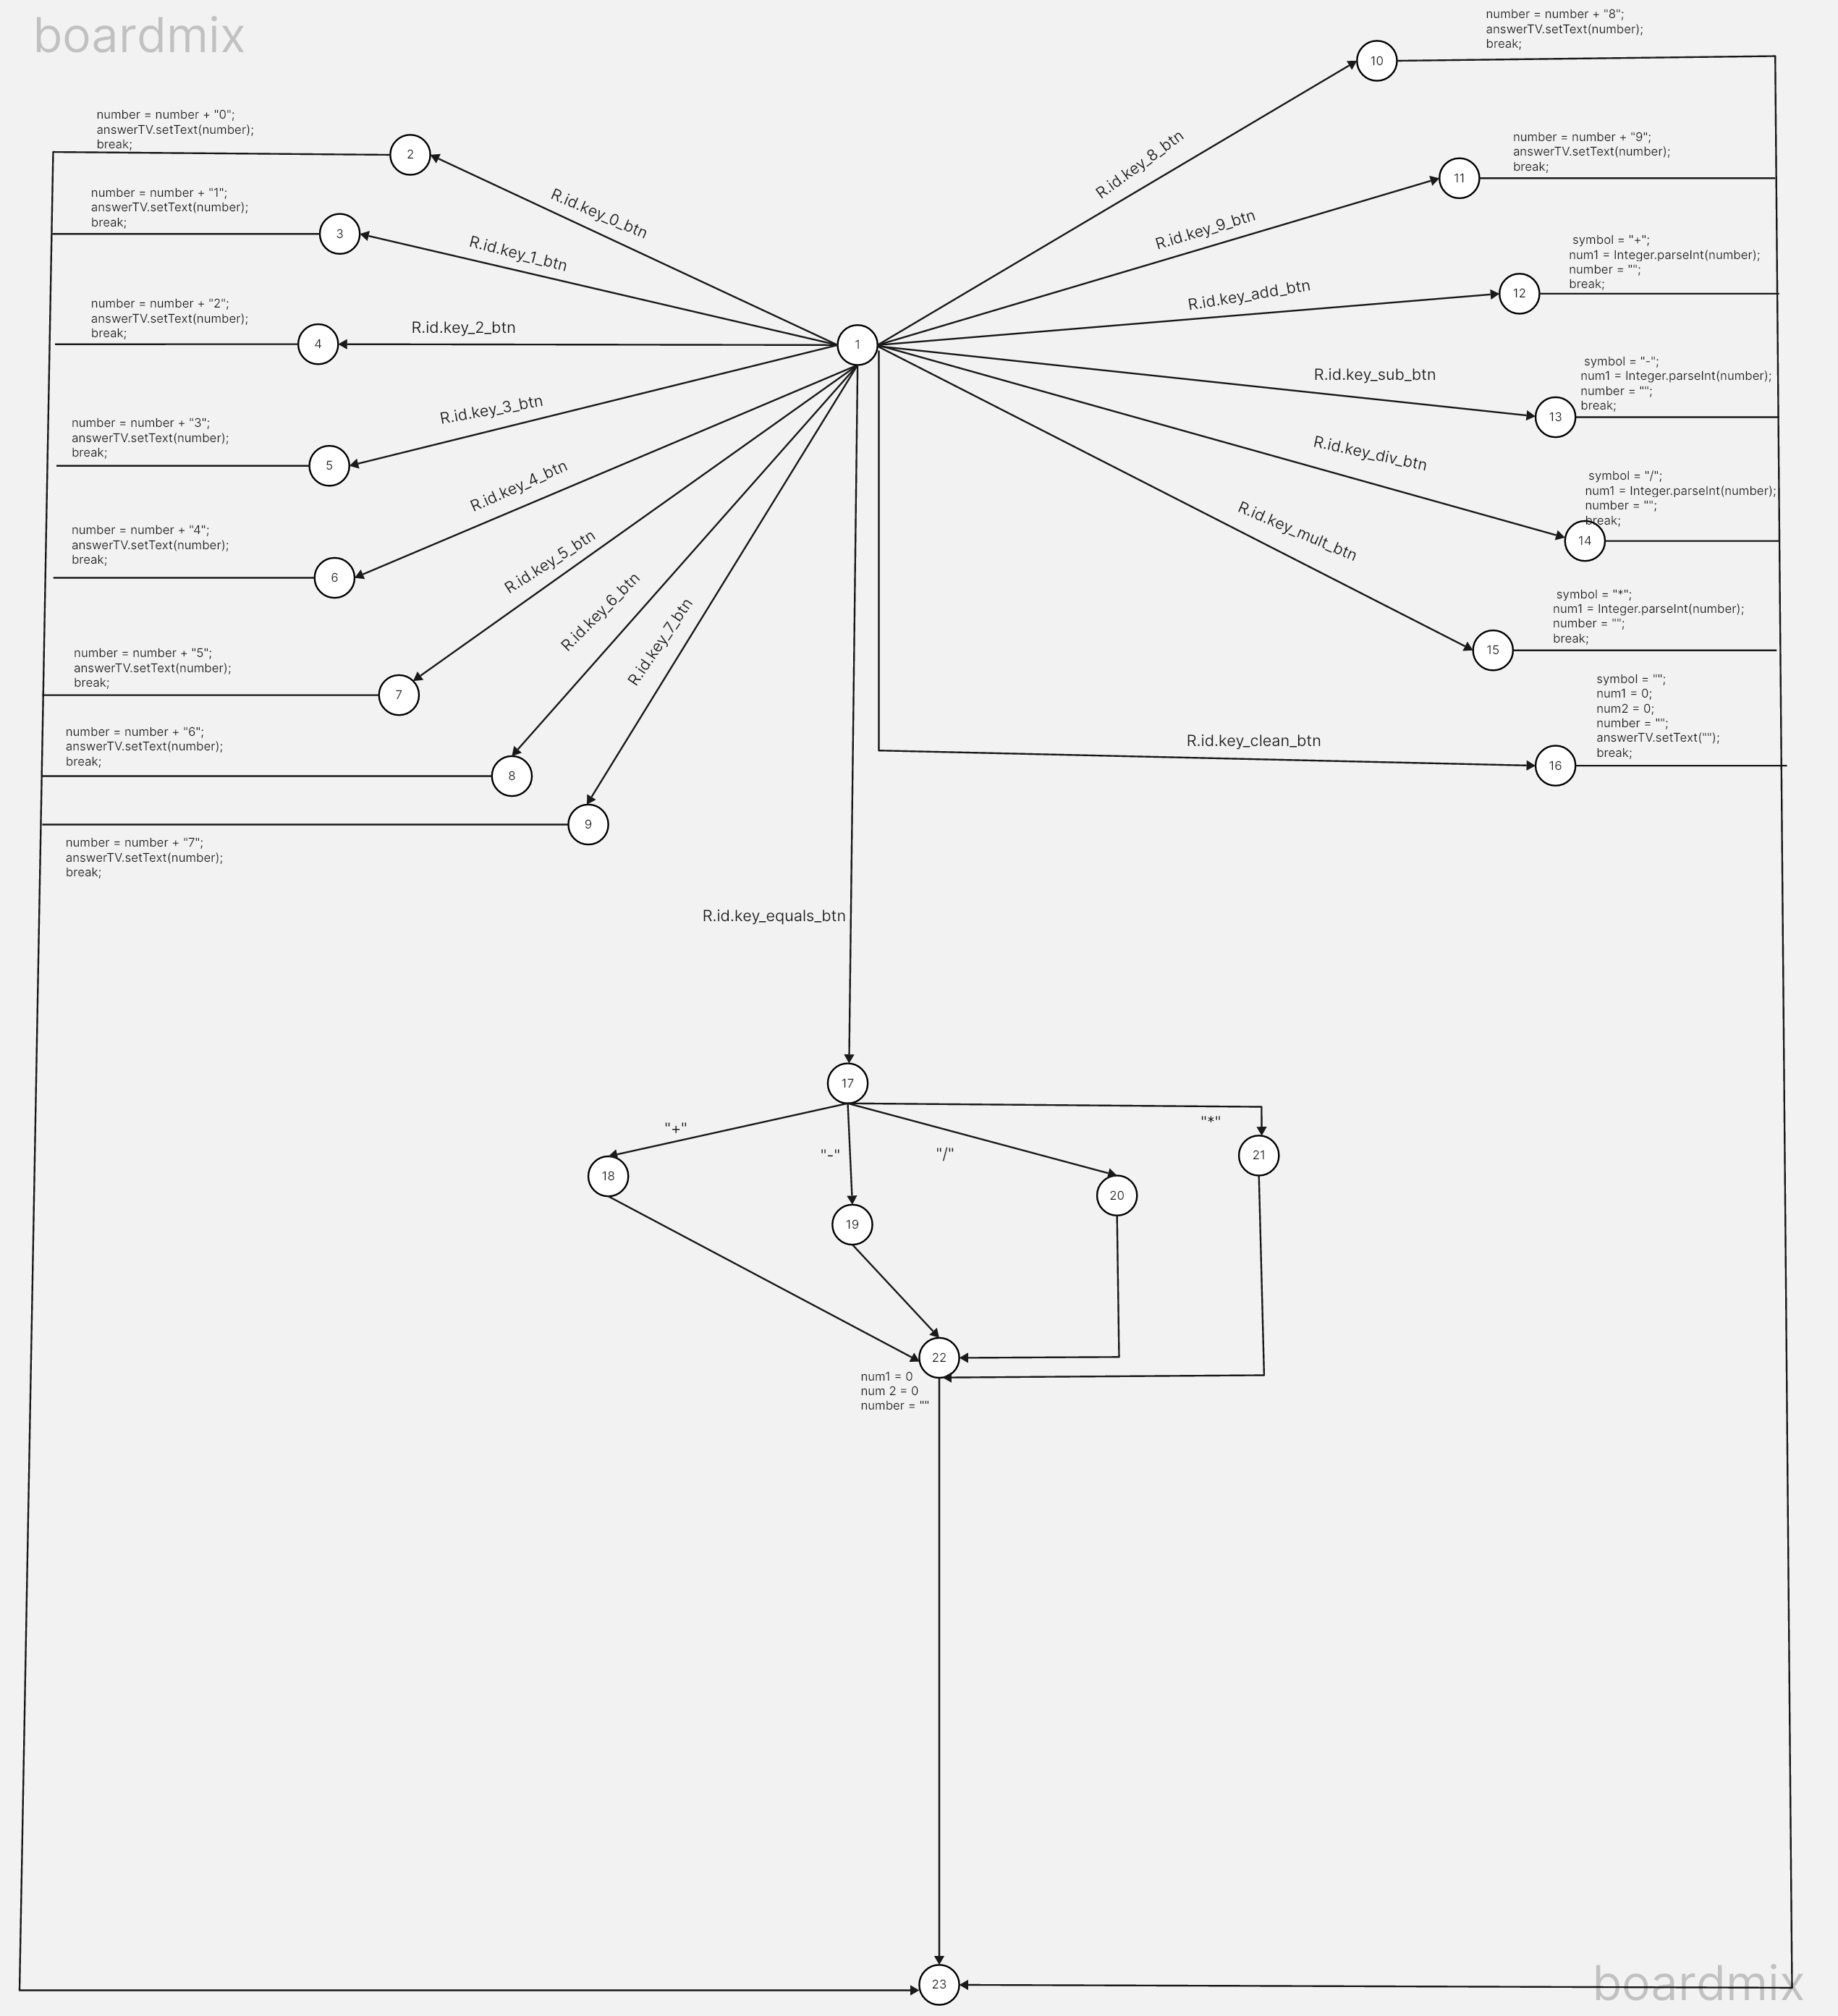 boardmix
number = number + "8";
answerTV.setText(number);
break;
10
number = number + "0";
answerTV.setText(number);
break;
2
R.id.key_0_btn
R.id.key_8_btn
number = number + "9";
answerTV.setText(number);
break;
11
number = number + "1";
answerTV.setText(number);
break;
3
R.id.key_1_btn
R.id.key_9_btn
symbol = "+";
num1 = Integer.parseInt(number);
number = "";
break;
12
R.id.key_add_btn
number = number + "2";
answerTV.setText(number);
break;
4
R.id.key_2_btn
1
R.id.key_sub_btn
symbol = "-";
num1 = Integer.parseInt(number);
number = "";
break;
13
number = number + "3";
answerTV.setText(number);
break;
5
R.id.key_3_btn
R.id.key_div_btn
symbol = "/";
num1 = Integer.parseInt(number);
number = "";
break;
14
number = number + "4";
answerTV.setText(number);
break;
6
R.id.key_4_btn
R.id.key_5_btn
R.id.key_6_btn
R.id.key_7_btn
R.id.key_mult_btn
symbol = "*";
num1 = Integer.parseInt(number);
number = "";
break;
15
number = number + "5";
answerTV.setText(number);
break;
7
symbol = "";
num1 = 0;
num2 = 0;
number = "";
answerTV.setText("");
break;
16
R.id.key_clean_btn
number = number + "6";
answerTV.setText(number);
break;
8
9
number = number + "7";
answerTV.setText(number);
break;
R.id.key_equals_btn
17
"+"
"-"
"/"
"*"
18
19
20
21
22
num1 = 0
num 2 = 0
number = ""
23
boardmix